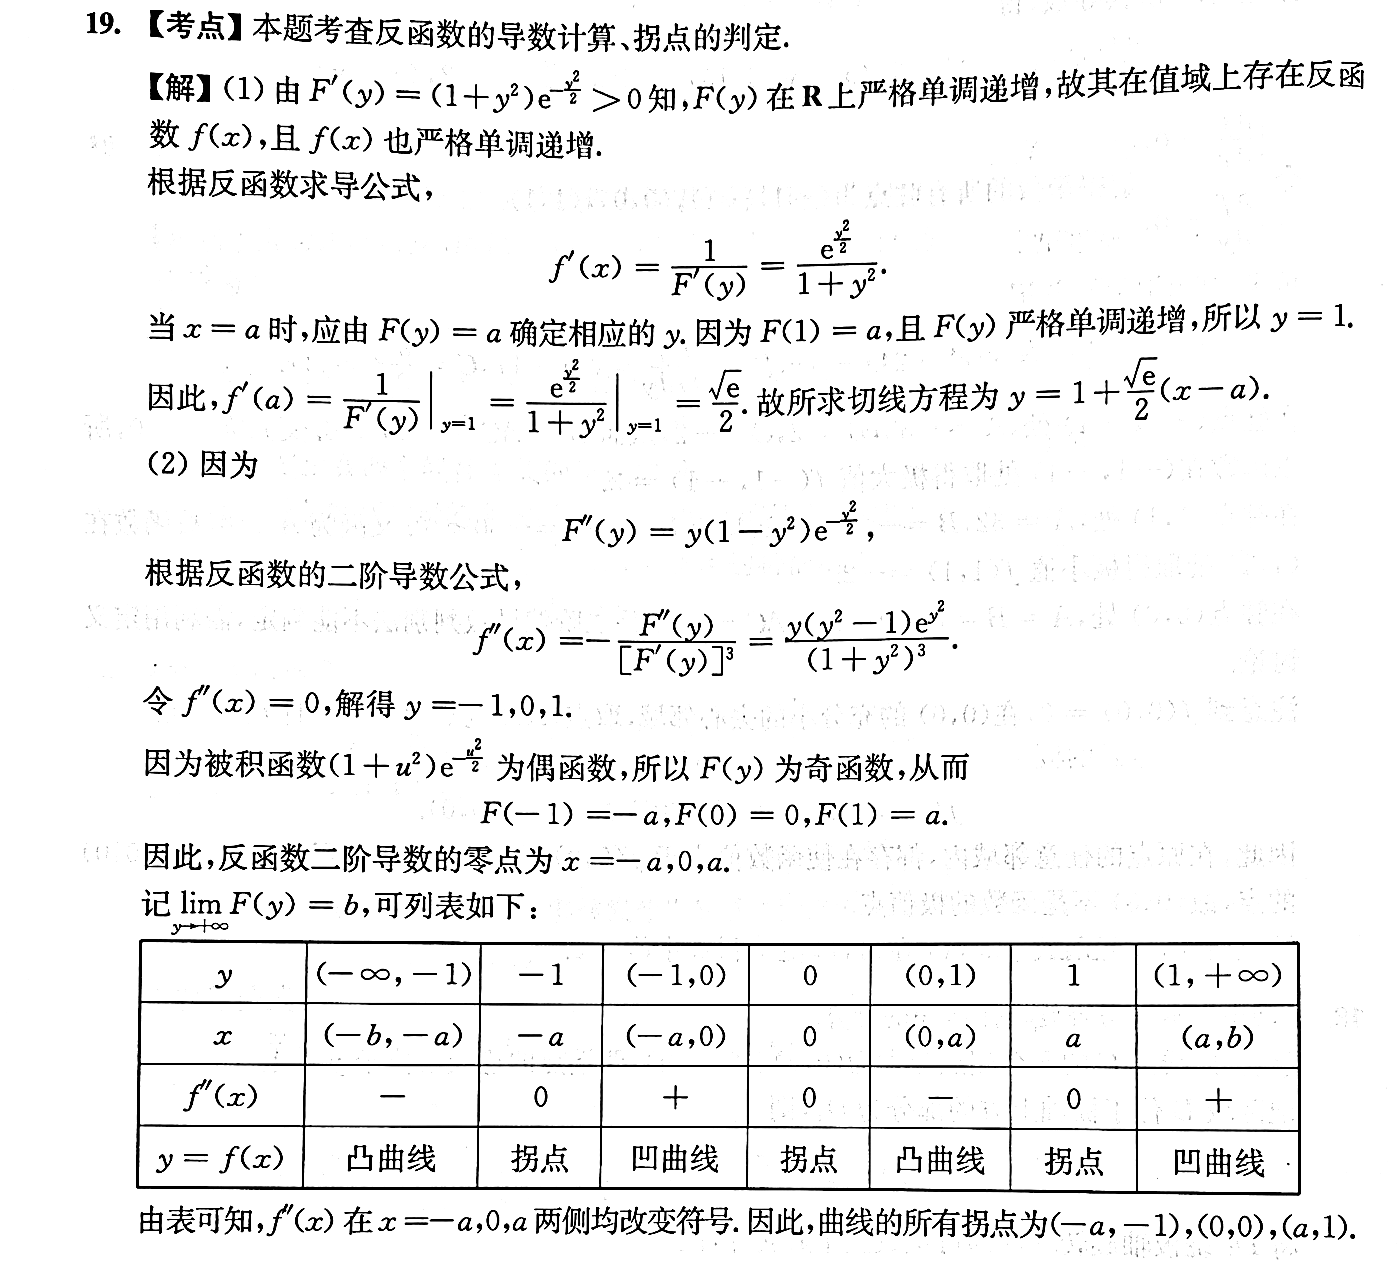 19. 【考点】本题考查反函数的导数计算、拐点的判定.
【解】(1) 由 F′(y) = (1+y²)e^{-y²/2} > 0 知,F(y) 在 R 上严格单调递增,故其在值域上存在反函
数 f(x),且 f(x) 也严格单调递增.
根据反函数求导公式,
f′(x) = 1/F′(y) = e^{y²/2}/(1+y²).
当 x = a 时,应由 F(y) = a 确定相应的 y. 因为 F(1) = a,且 F(y) 严格单调递增,所以 y = 1.
因此,f′(a) = 1/F′(y)|_{y=1} = e^{y²/2}/(1+y²)|_{y=1} = √e/2. 故所求切线方程为 y = 1 + √e/2(x−a).
(2) 因为
F″(y) = y(1−y²)e^{-y²/2},
根据反函数的二阶导数公式,
f″(x) =− F″(y)/[F′(y)]³ = y(y²−1)e^{y²}/(1+y²)³.
令 f″(x) = 0,解得 y =− 1,0,1.
因为被积函数(1+u²)e^{-u²/2} 为偶函数,所以 F(y) 为奇函数,从而
F(−1) =− a,F(0) = 0,F(1) = a.
因此,反函数二阶导数的零点为 x =− a,0,a.
记 lim_{y→+∞} F(y) = b,可列表如下:
y (−∞,−1) −1 (−1,0) 0 (0,1) 1 (1,+∞)
x (−b,−a) −a (−a,0) 0 (0,a) a (a,b)
f″(x) − 0 + 0 − 0 +
y = f(x) 凸曲线 拐点 凹曲线 拐点 凸曲线 拐点 凹曲线
由表可知,f″(x) 在 x =−a,0,a 两侧均改变符号. 因此,曲线的所有拐点为(−a,−1),(0,0),(a,1).